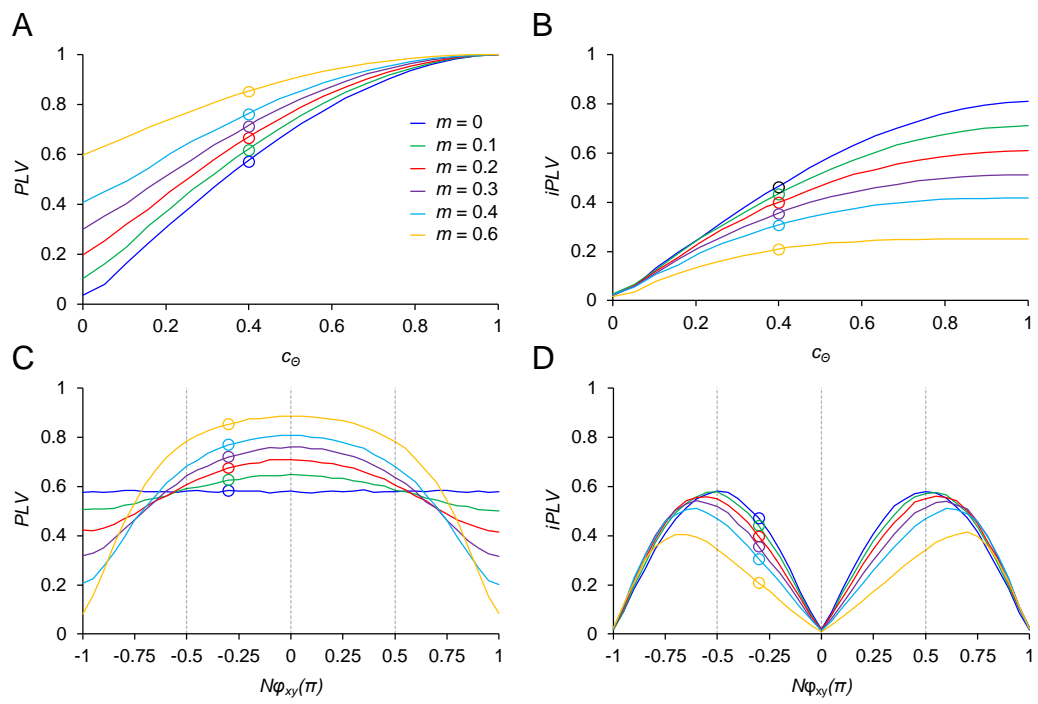 A
PLV
1
0.8
0.6
0.4
0.2
0
0 0.2 0.4 0.6 0.8 1
cΘ
m = 0
m = 0.1
m = 0.2
m = 0.3
m = 0.4
m = 0.6
B
iPLV
1
0.8
0.6
0.4
0.2
0
0 0.2 0.4 0.6 0.8 1
cΘ
C
PLV
1
0.8
0.6
0.4
0.2
0
-1 -0.75 -0.5 -0.25 0 0.25 0.5 0.75 1
Nφxy(π)
D
iPLV
1
0.8
0.6
0.4
0.2
0
-1 -0.75 -0.5 -0.25 0 0.25 0.5 0.75 1
Nφxy(π)